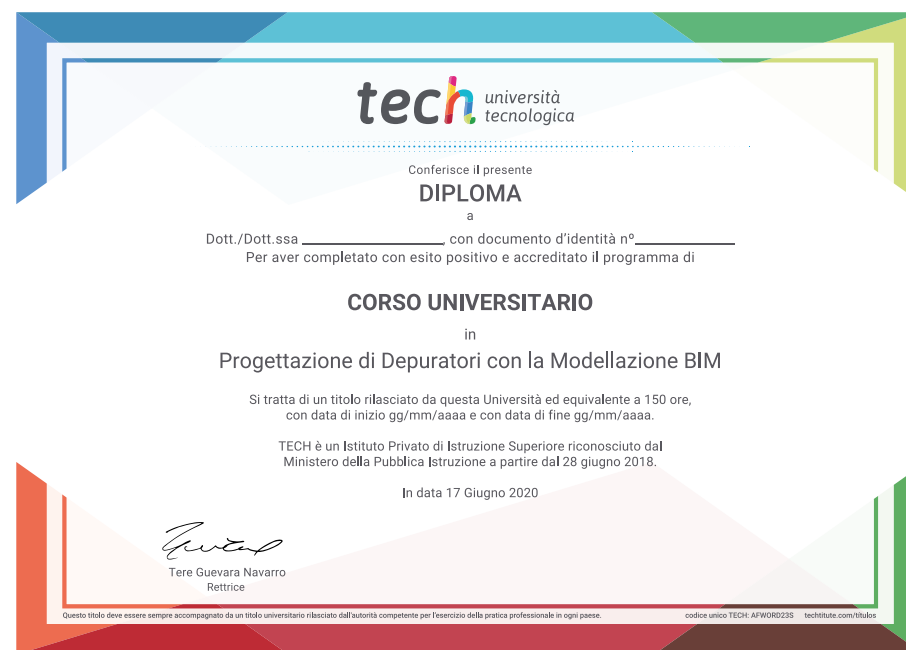 tech università
tecnologica
Conferisce il presente
DIPLOMA
a
Dott./Dott.ssa ____________________, con documento d'identità nº______________
Per aver completato con esito positivo e accreditato il programma di
CORSO UNIVERSITARIO
in
Progettazione di Depuratori con la Modellazione BIM
Si tratta di un titolo rilasciato da questa Università ed equivalente a 150 ore,
con data di inizio gg/mm/aaaa e con data di fine gg/mm/aaaa.
TECH è un Istituto Privato di Istruzione Superiore riconosciuto dal
Ministero della Pubblica Istruzione a partire dal 28 giugno 2018.
In data 17 Giugno 2020
Tere Guevara Navarro
Rettrice
Questo titolo deve essere sempre accompagnato da un titolo universitario rilasciato dall'autorità competente per l'esercizio della pratica professionale in ogni paese. codice unico TECH: AFWORD23S techtitute.com/titulos